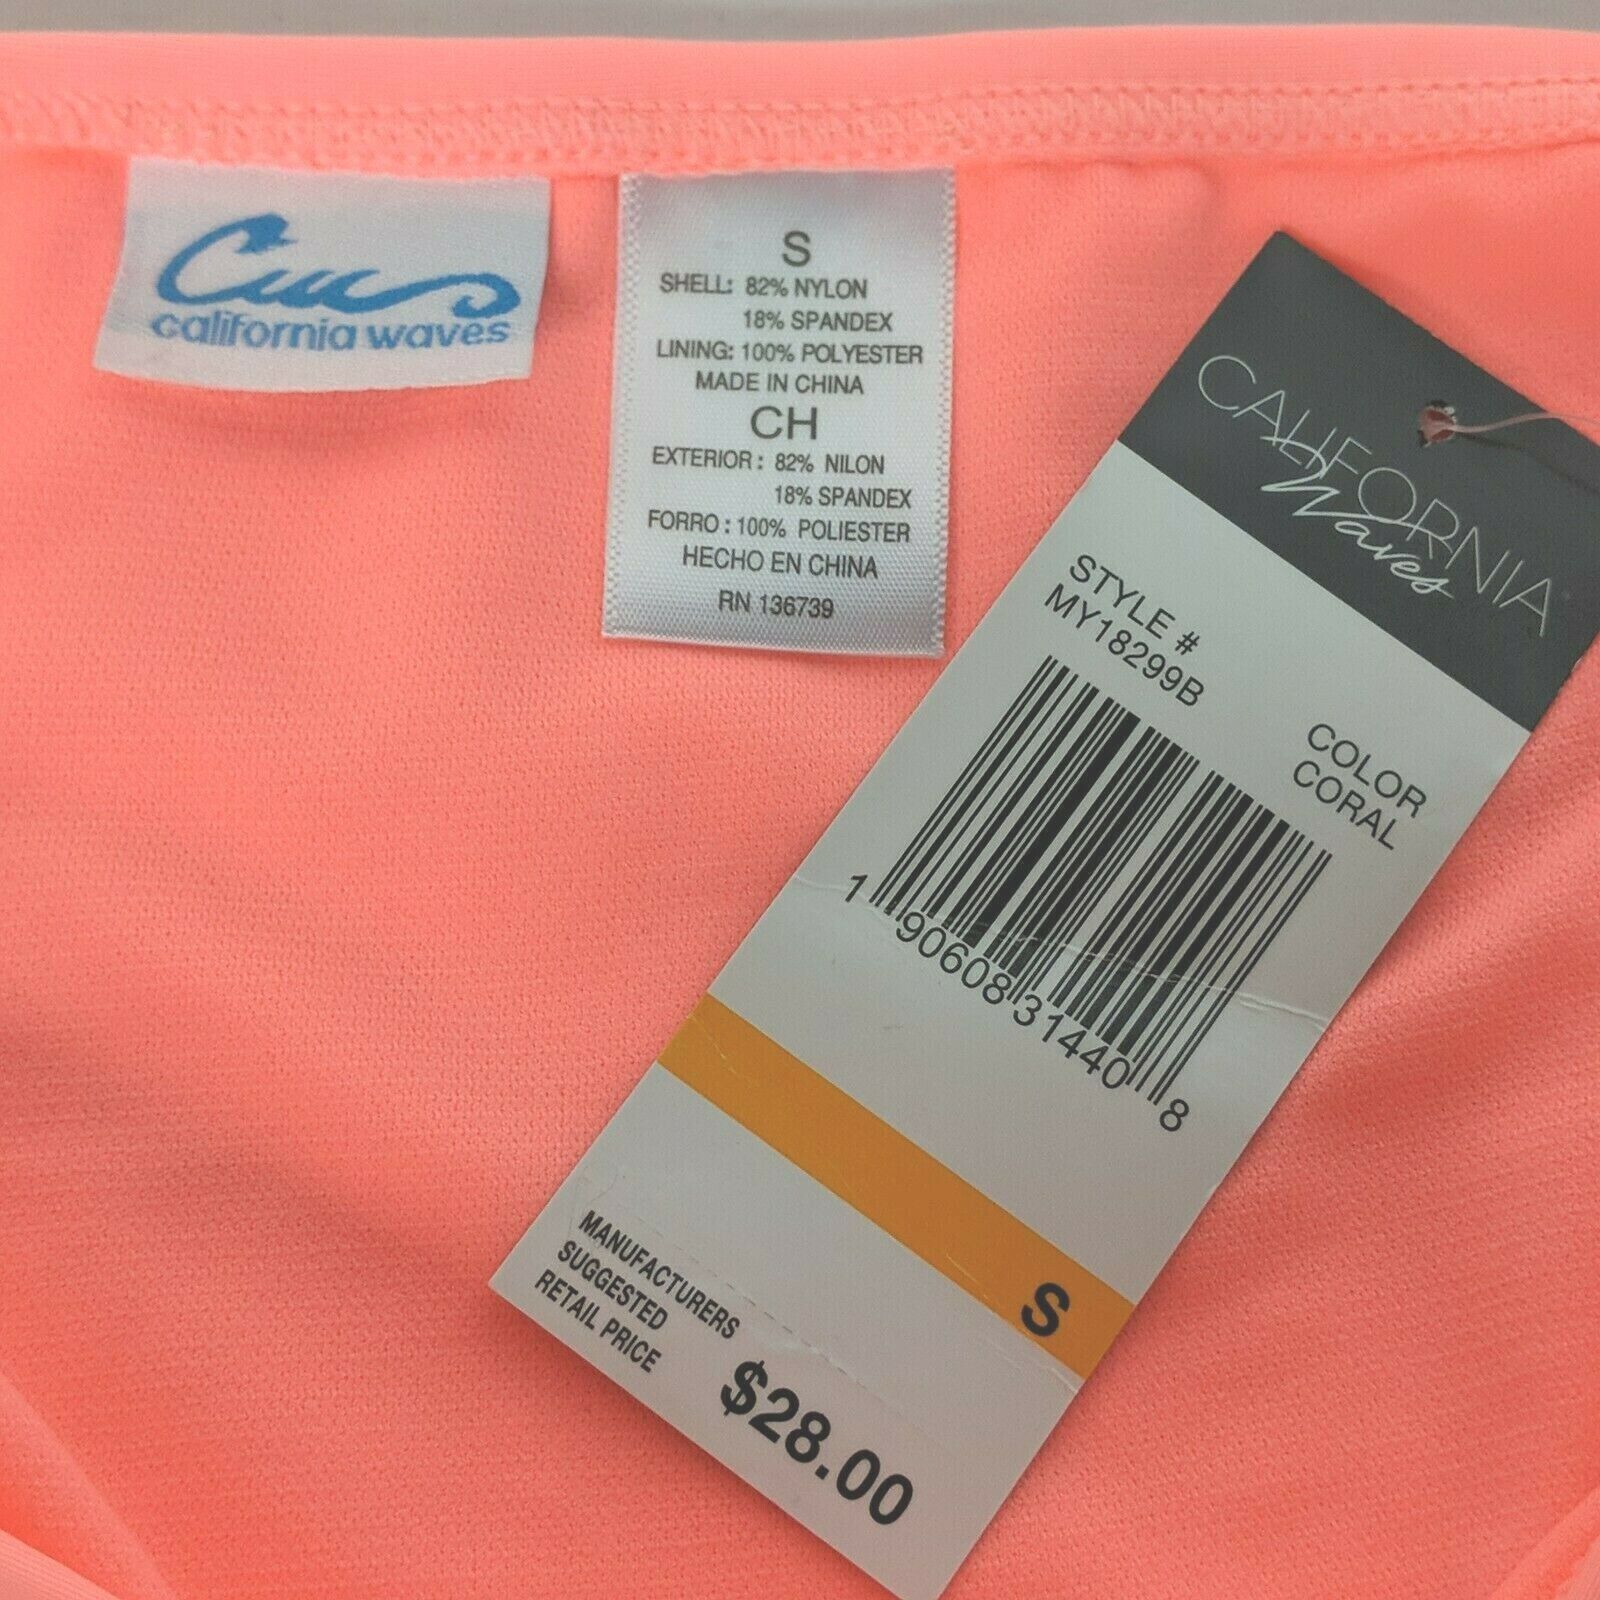 Cws
california waves
S
SHELL: 82% NYLON
18% SPANDEX
LINING: 100% POLYESTER
MADE IN CHINA
CH
EXTERIOR: 82% NILON
18% SPANDEX
FORRO: 100% POLIESTER
HECHO EN CHINA
RN 136739
CALIFORNIA
Waves
STYLE #
MY18299B
COLOR
CORAL
1 90608 31440 8
S
MANUFACTURERS
SUGGESTED
RETAIL PRICE
$28.00